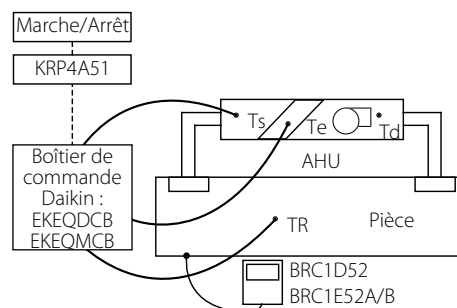 Marche/Arrêt
KRP4A51
Ts
Te
Td
AHU
Boîtier de
commande
Daikin :
EKEQDCB
EKEQMCB
TR
Pièce
BRC1D52
BRC1E52A/B